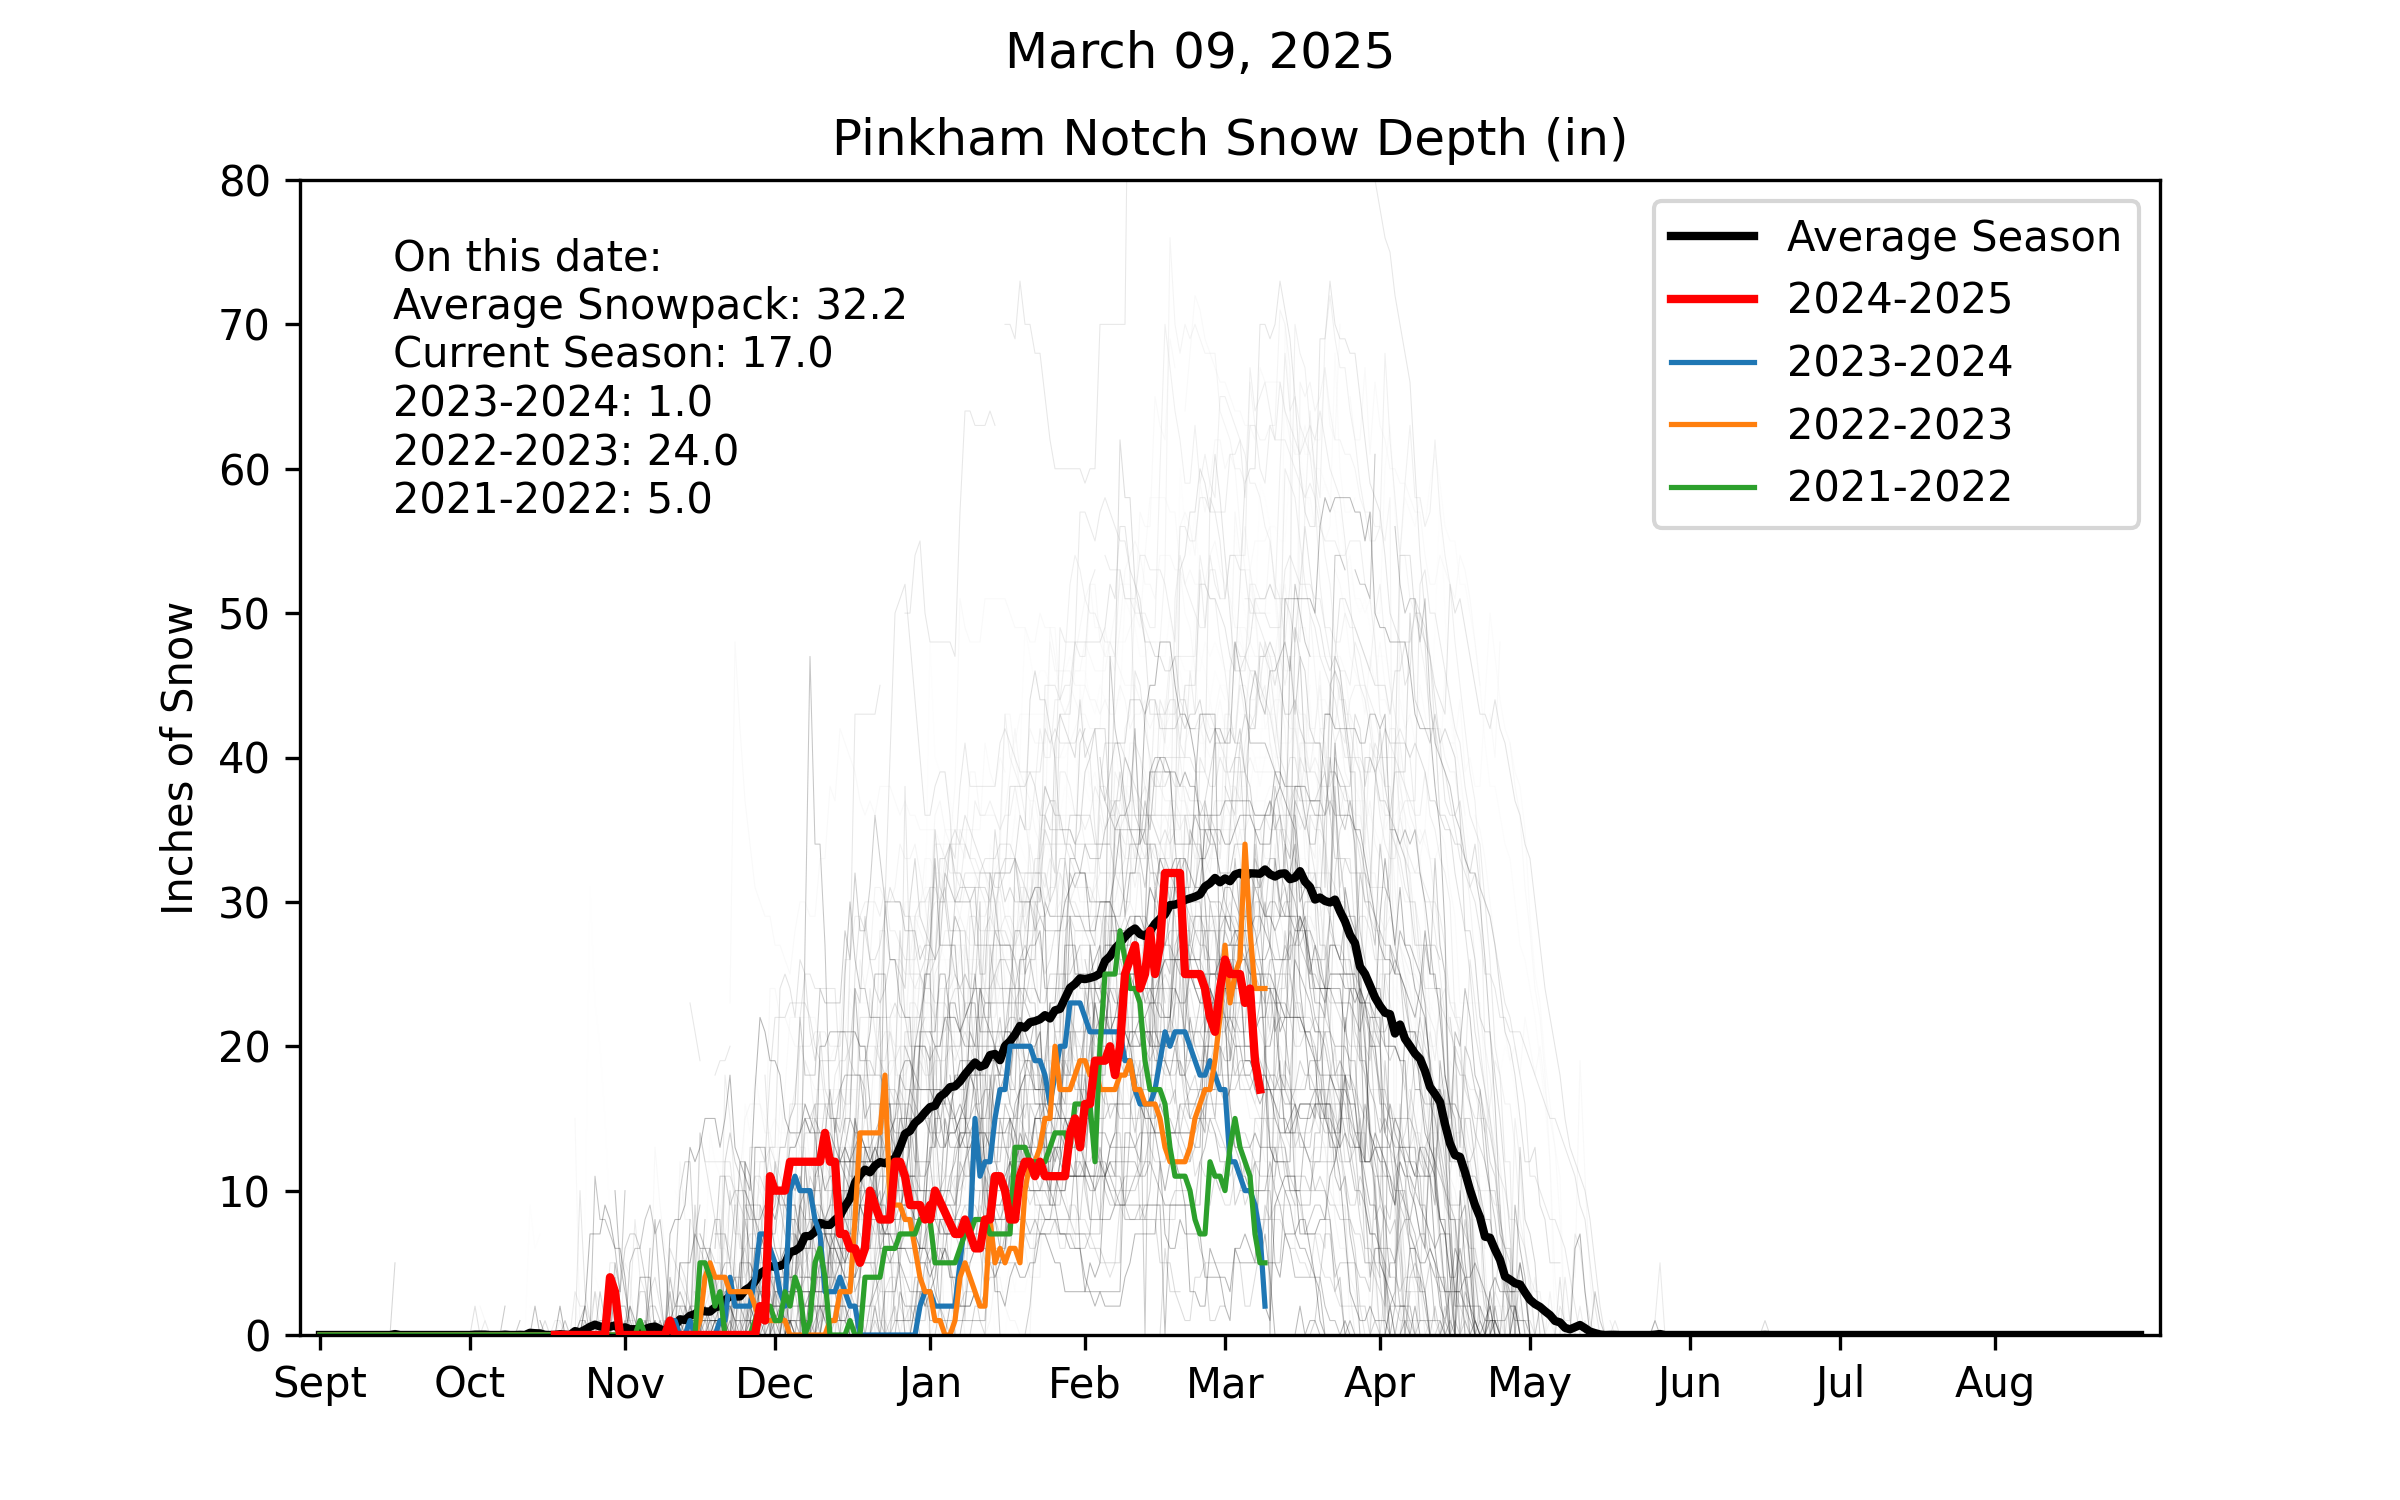 March 09, 2025
Pinkham Notch Snow Depth (in)
On this date:
Average Snowpack: 32.2
Current Season: 17.0
2023-2024: 1.0
2022-2023: 24.0
2021-2022: 5.0
Average Season
2024-2025
2023-2024
2022-2023
2021-2022
Inches of Snow
80
70
60
50
40
30
20
10
0
Sept Oct Nov Dec Jan Feb Mar Apr May Jun Jul Aug